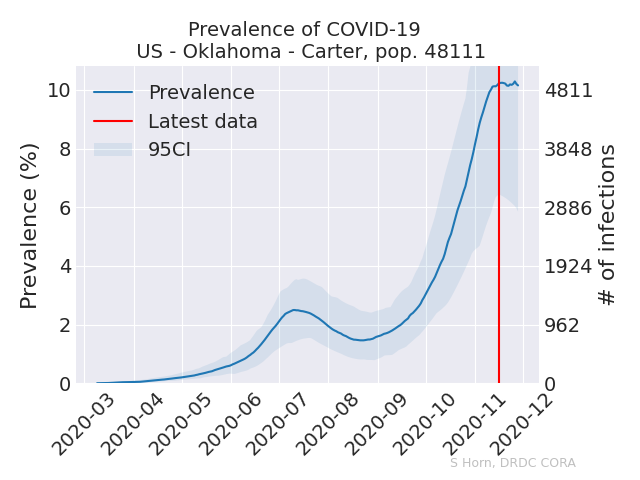 Prevalence of COVID-19
US - Oklahoma - Carter, pop. 48111
Prevalence (%)
10
8
6
4
2
0
Prevalence
Latest data
95CI
4811
3848
2886
1924
962
0
# of infections
2020-03
2020-04
2020-05
2020-06
2020-07
2020-08
2020-09
2020-10
2020-11
2020-12
S Horn, DRDC CORA